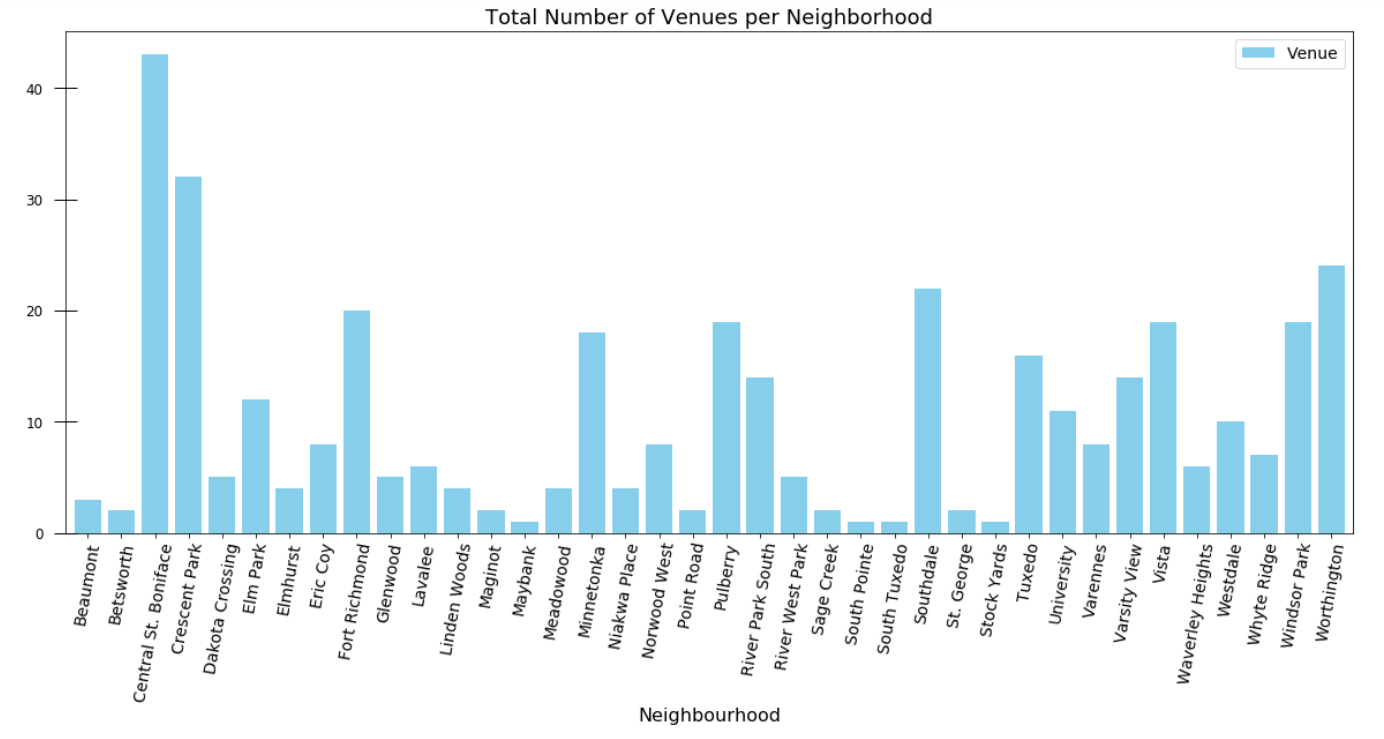 Total Number of Venues per Neighborhood
Venue
40
30
20
10
0
Beaumont
Betsworth
Central St. Boniface
Crescent Park
Dakota Crossing
Elm Park
Elmhurst
Eric Coy
Fort Richmond
Glenwood
Lavalee
Linden Woods
Maginot
Maybank
Meadowood
Minnetonka
Niakwa Place
Norwood West
Point Road
Pulberry
River Park South
River West Park
Sage Creek
South Pointe
South Tuxedo
Southdale
St. George
Stock Yards
Tuxedo
University
Varennes
Varsity View
Vista
Waverley Heights
Westdale
Whyte Ridge
Windsor Park
Worthington
Neighbourhood